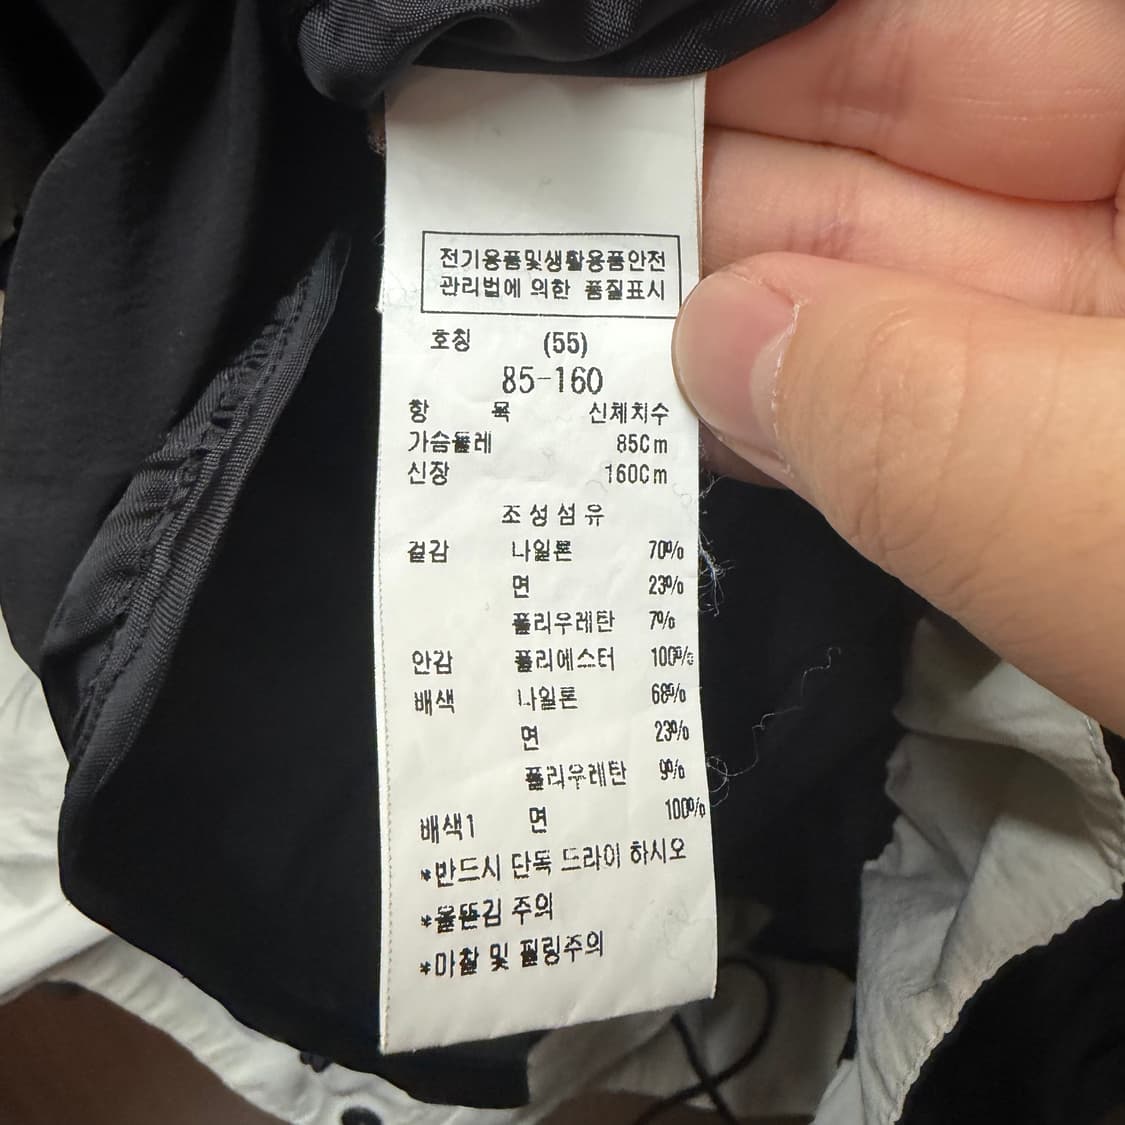 전기용품및생활용품안전
관리법에 의한 품질표시
호칭 (55)
85-160
항 목 신체치수
가슴둘레 85Cm
신장 160Cm
조성섬유
겉감 나일론 70%
면 23%
폴리우레탄 7%
안감 폴리에스터 100%
배색 나일론 68%
면 23%
폴리우레탄 9%
배색1 면 100%
*반드시 단독 드라이 하시오
*올뜯김 주의
*마찰 및 필링주의